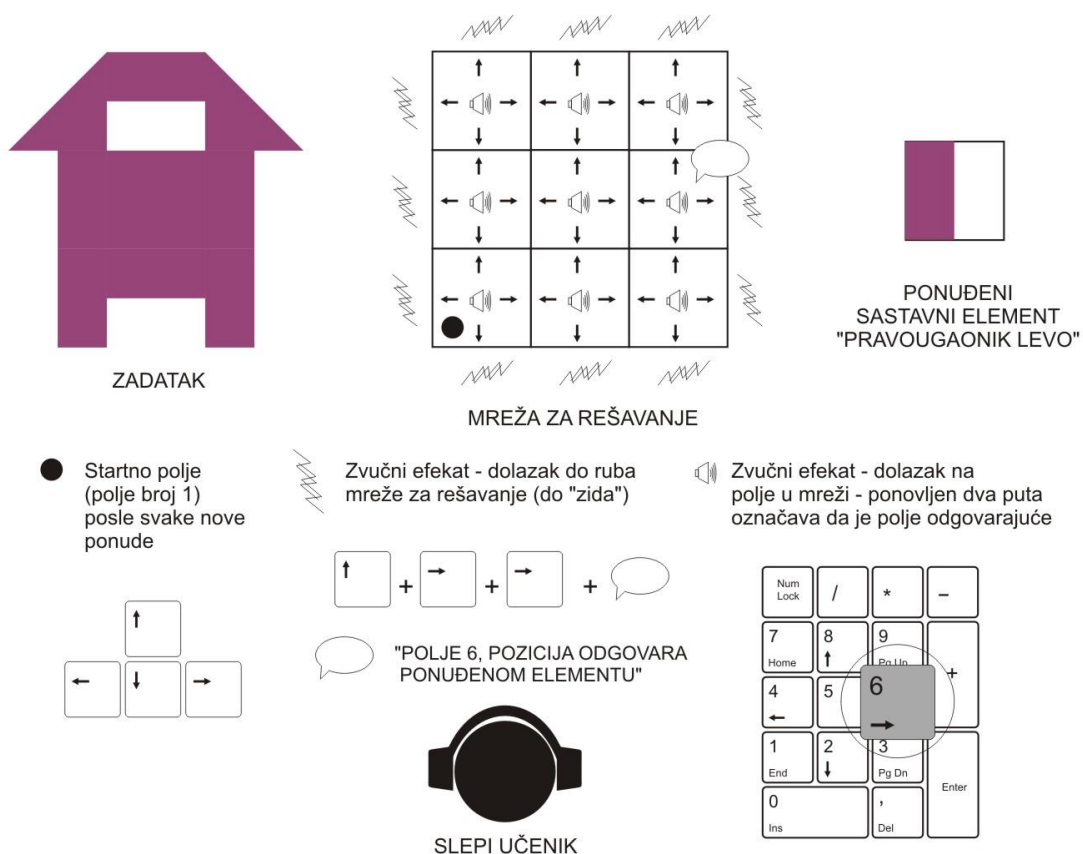 ZADATAK
MREŽA ZA REŠAVANJE
PONUĐENI
SASTAVNI ELEMENT
"PRAVOUGAONIK LEVO"
Startno polje
(polje broj 1)
posle svake nove
ponude
Zvučni efekat - dolazak do ruba
mreže za rešavanje (do "zida")
Zvučni efekat - dolazak na
polje u mreži - ponovljen dva puta
označava da je polje odgovarajuće
+ + +
"POLJE 6, POZICIJA ODGOVARA
PONUĐENOM ELEMENTU"
SLEPI UČENIK
Num
Lock
/ * -
7 8 9
Home Pg Up
+
4 5 6
1 2 3
End Pg Dn
Enter
0 ,
Ins Del